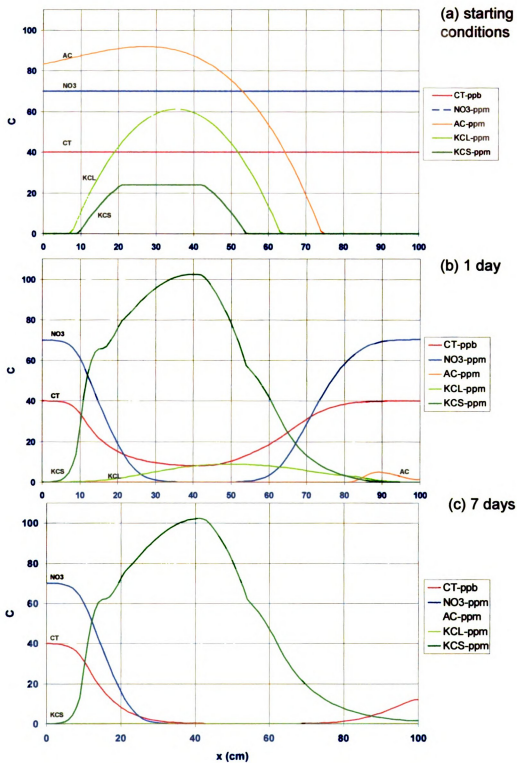 (a) starting
conditions
100
80
60
40
20
0
C
AC
NO3
CT
KCL
KCS
0 10 20 30 40 50 60 70 80 90 100
CT-ppb
NO3-ppm
AC-ppm
KCL-ppm
KCS-ppm
(b) 1 day
100
80
60
40
20
0
C
NO3
CT
KCS
KCL
AC
0 10 20 30 40 50 60 70 80 90 100
CT-ppb
NO3-ppm
AC-ppm
KCL-ppm
KCS-ppm
(c) 7 days
100
80
60
40
20
0
C
NO3
CT
KCS
0 20 40 60 80 100
x (cm)
CT-ppb
NO3-ppm
AC-ppm
KCL-ppm
KCS-ppm